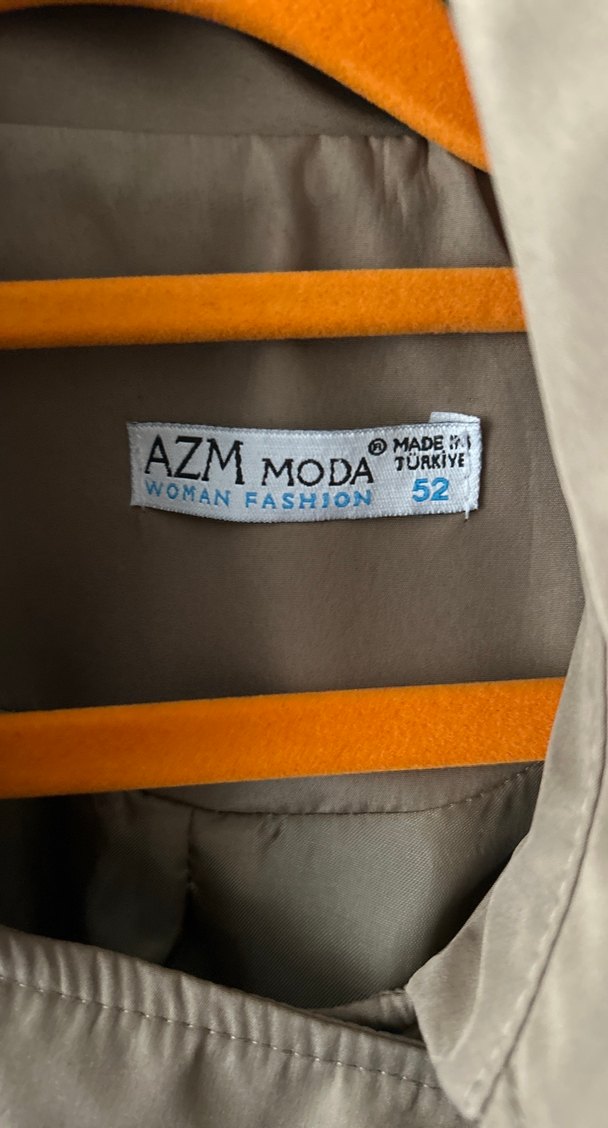 AZM MODA ®
WOMAN FASHION
MADE IN
TÜRKİYE
52